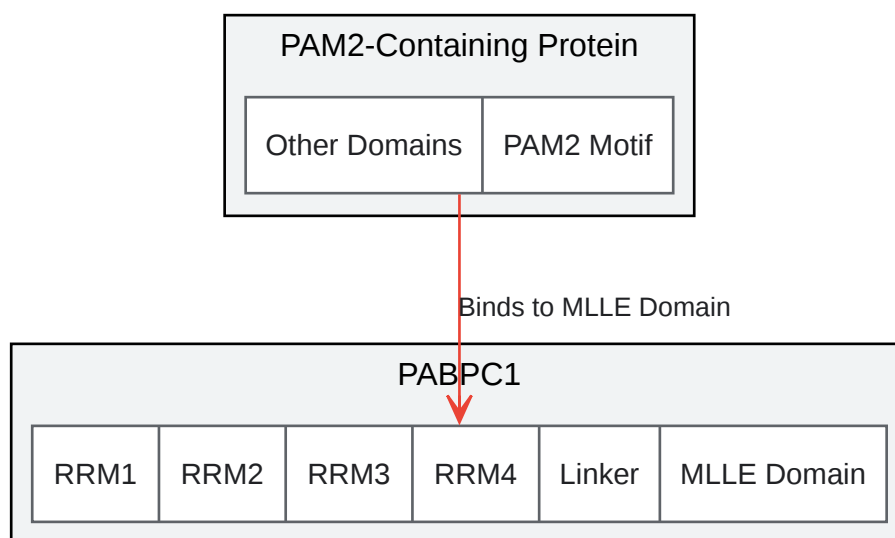 PAM2-Containing Protein
Other Domains PAM2 Motif
Binds to MLLE Domain
PABPC1
RRM1 RRM2 RRM3 RRM4 Linker MLLE Domain